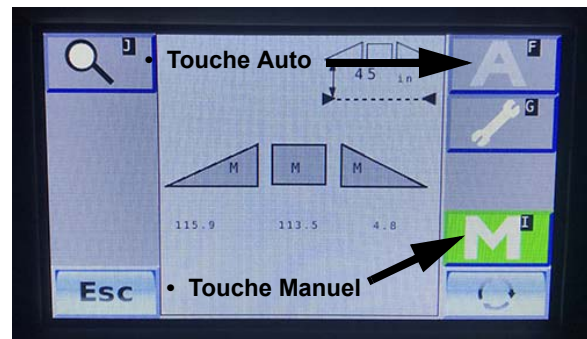 J
• Touche Auto
A F
45 in
G
M M M
115.9 113.5 4.8
M I
Esc
• Touche Manuel